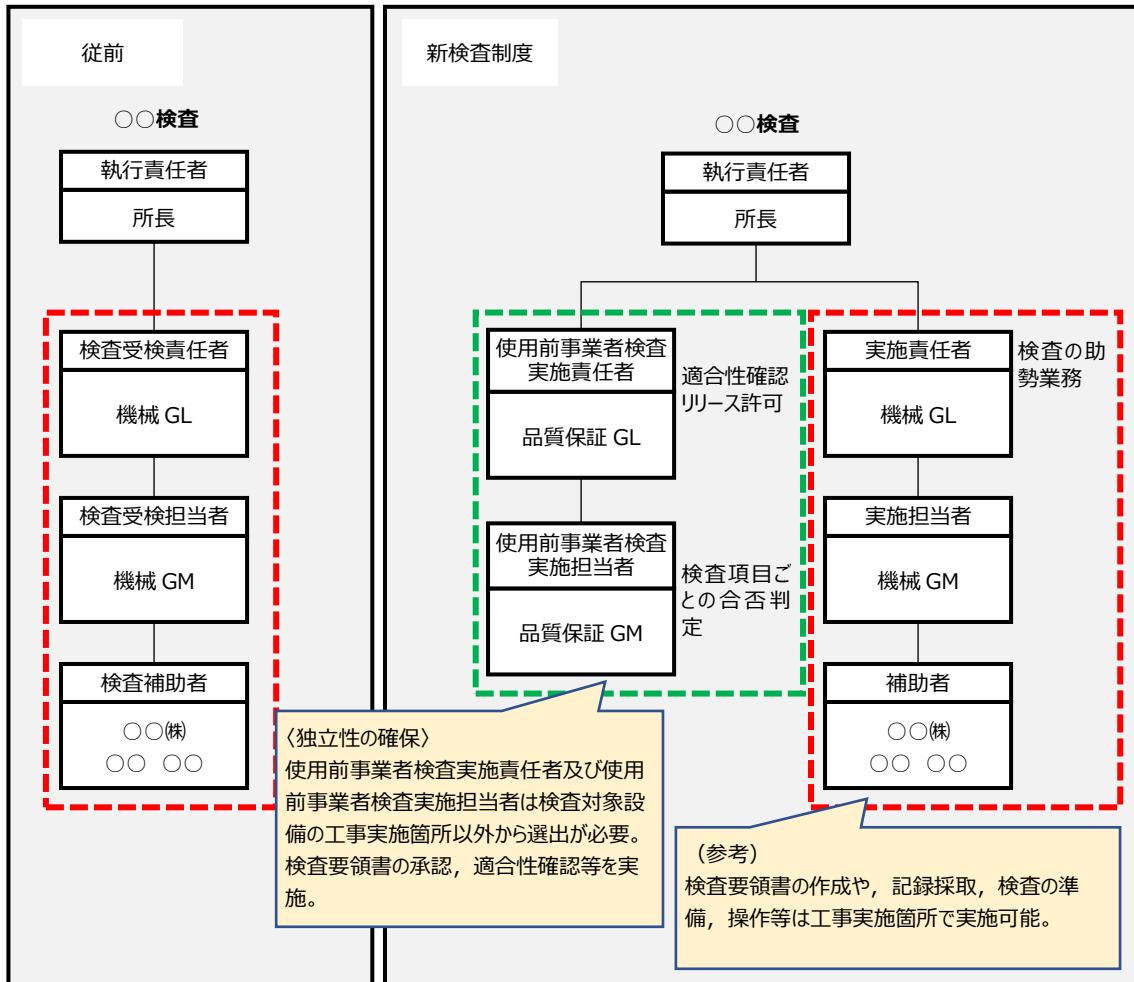 従前
○○検査
執行責任者
所長
検査受検責任者
機械 GL
検査受検担当者
機械 GM
検査補助者
○○㈱
○○ ○○
新検査制度
○○検査
執行責任者
所長
使用前事業者検査
実施責任者
品質保証 GL
適合性確認
リリース許可
使用前事業者検査
実施担当者
品質保証 GM
検査項目ご
との合否判
定
実施責任者
機械 GL
検査の助
勢業務
実施担当者
機械 GM
補助者
○○㈱
○○ ○○
〈独立性の確保〉
使用前事業者検査実施責任者及び使用
前事業者検査実施担当者は検査対象設
備の工事実施箇所以外から選出が必要。
検査要領書の承認，適合性確認等を実
施。
（参考）
検査要領書の作成や，記録採取，検査の準
備，操作等は工事実施箇所で実施可能。